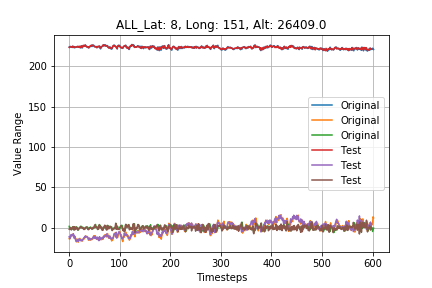 ALL_Lat: 8, Long: 151, Alt: 26409.0
Value Range
200
150
100
50
0
Original
Original
Original
Test
Test
Test
0 100 200 300 400 500 600
Timesteps